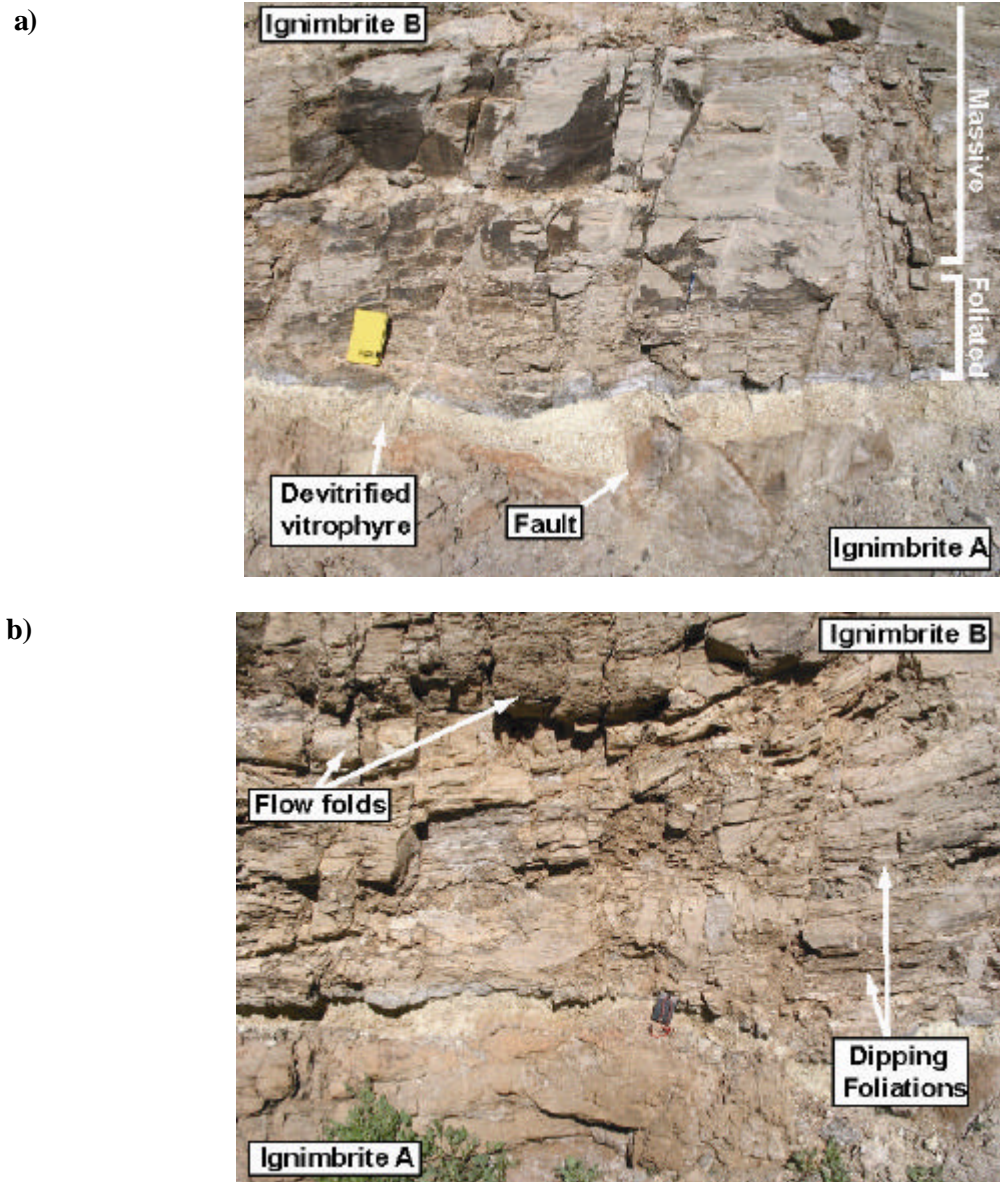 a)
Ignimbrite B
Massive
Foliated
Devitrified
vitrophyre
Fault
Ignimbrite A
b)
Ignimbrite B
Flow folds
Dipping
Foliations
Ignimbrite A